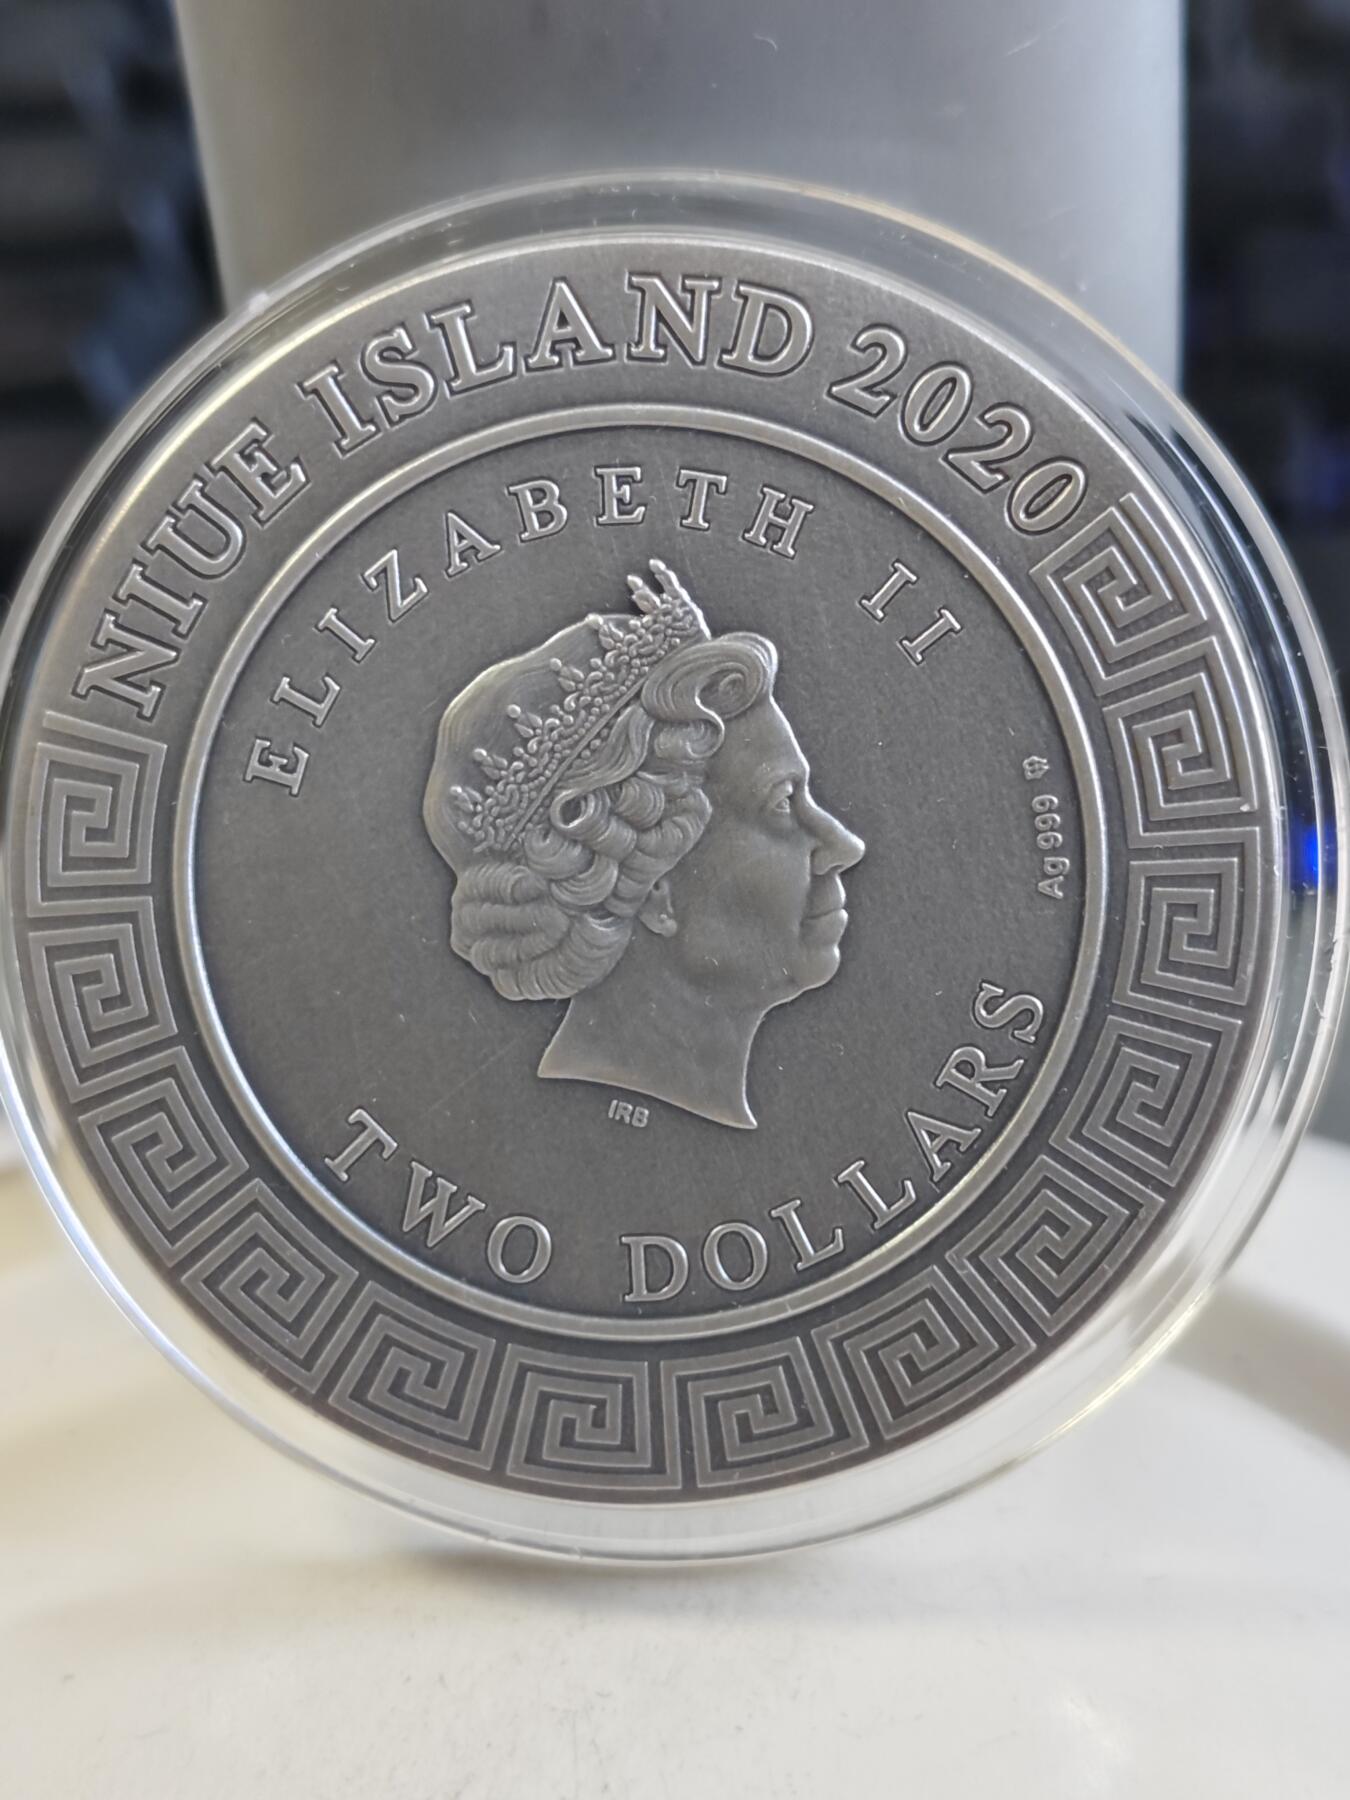 NIUE ISLAND 2020
ELIZABETH II
Ag 999
IRB
TWO DOLLARS